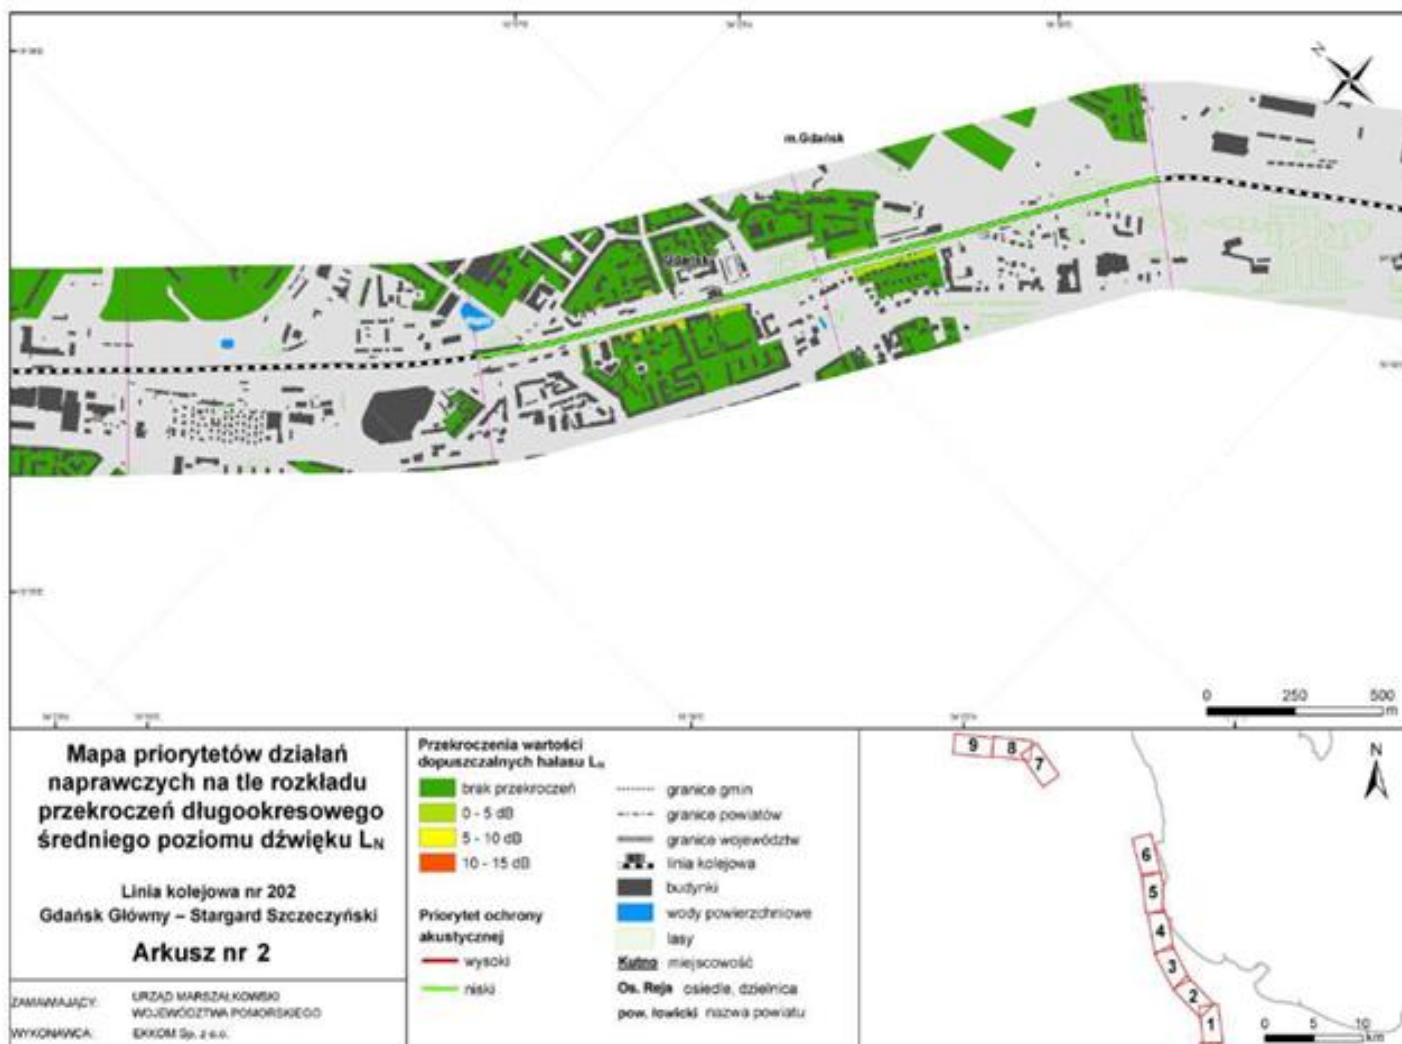 m.Gdańsk
Gdańsk
N
0 250 500
m
Mapa priorytetów działań
naprawczych na tle rozkładu
przekroczeń długookresowego
średniego poziomu dźwięku LN
Linia kolejowa nr 202
Gdańsk Główny – Stargard Szczeczyński
Arkusz nr 2
ZAMAWIAJĄCY: URZĄD MARSZAŁKOWSKI
WOJEWÓDZTWA POMORSKIEGO
WYKONAWCA: EKKOM Sp. z o.o.
Przekroczenia wartości
dopuszczalnych hałasu LN
brak przekroczeń
0 - 5 dB
5 - 10 dB
10 - 15 dB
Priorytet ochrony
akustycznej
wysoki
niski
granice gmin
granice powiatów
granice województw
linia kolejowa
budynki
wody powierzchniowe
lasy
Kutno miejscowość
Os. Reja osiedle, dzielnica
pow. łowicki nazwa powiatu
9 8 7
6
5
4
3
2
1
N
0 5 10
km